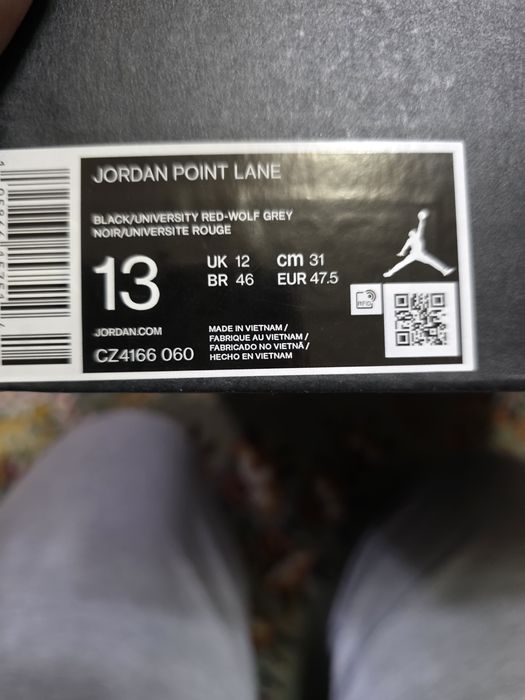 JORDAN POINT LANE
BLACK/UNIVERSITY RED-WOLF GREY
NOIR/UNIVERSITE ROUGE
13
UK 12 cm 31
BR 46 EUR 47.5
RFID
JORDAN.COM
CZ4166 060
MADE IN VIETNAM /
FABRIQUE AU VIETNAM /
FABRICADO NO VIETNÃ /
HECHO EN VIETNAM